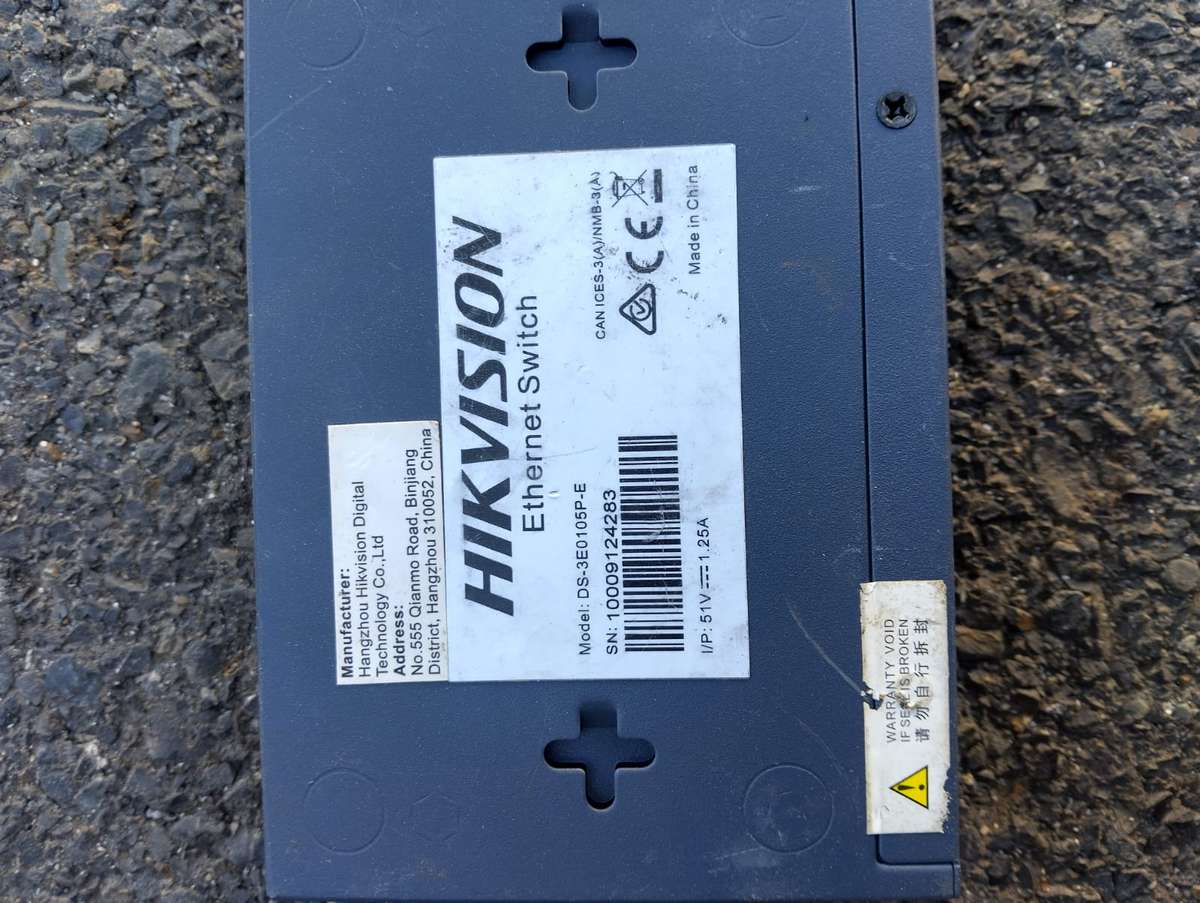 Manufacturer:
Hangzhou Hikvision Digital
Technology Co.,Ltd
Address:
No.555 Qianmo Road, Binjiang
District, Hangzhou 310052, China
HIKVISION
Ethernet Switch
CAN ICES-3(A)/NMB-3(A)
Model: DS-3E0105P-E
SN: 10009124283
I/P: 51V⎓1.25A
Made in China
WARRANTY VOID
IF SEAL IS BROKEN
请勿自行拆封